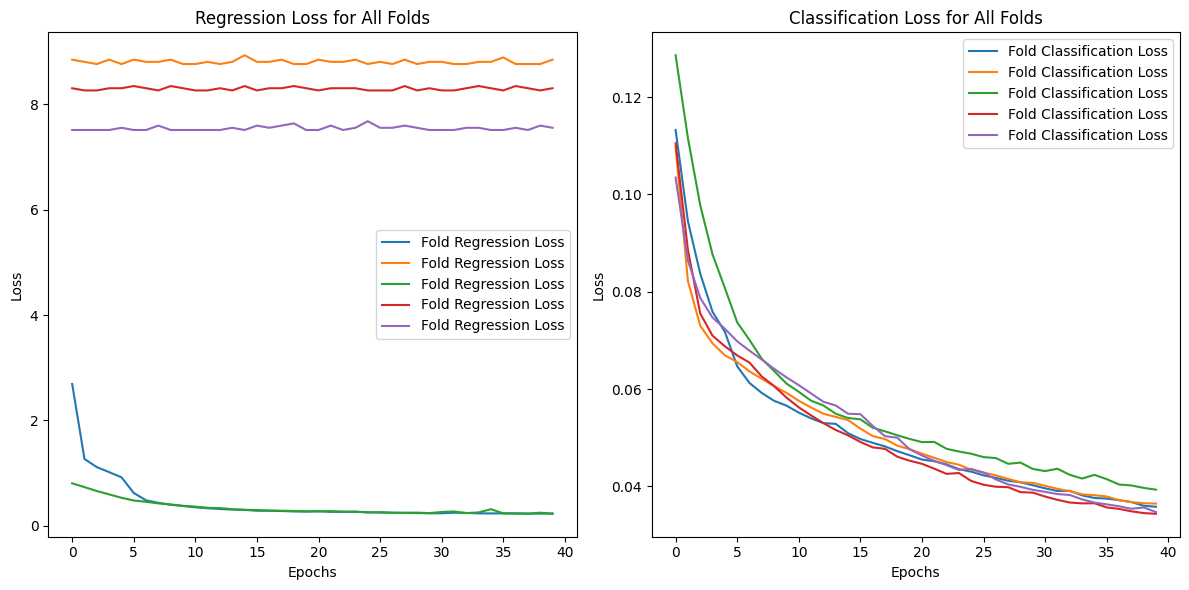 Regression Loss for All Folds
Loss
8
6
4
2
0
Fold Regression Loss
Fold Regression Loss
Fold Regression Loss
Fold Regression Loss
Fold Regression Loss
0 5 10 15 20 25 30 35 40
Epochs
Classification Loss for All Folds
Loss
0.12
0.10
0.08
0.06
0.04
Fold Classification Loss
Fold Classification Loss
Fold Classification Loss
Fold Classification Loss
Fold Classification Loss
0 5 10 15 20 25 30 35 40
Epochs